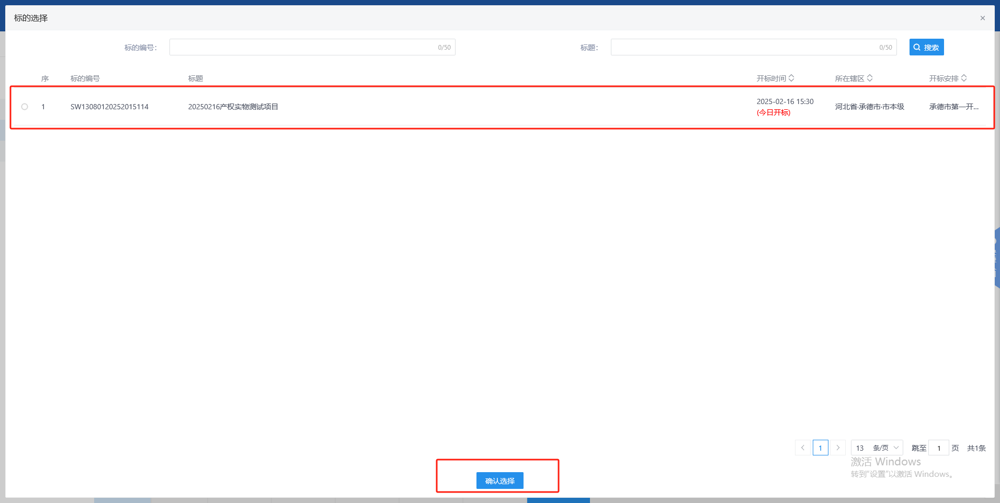 标的选择
标的编号： 0/50 标题： 0/50 搜索
序 标的编号 标题 开标时间 所在辖区 开标安排
1 SW13080120252015114 20250216产权实物测试项目 2025-02-16 15:30 河北省·承德市·市本级 承德市第一开...
(今日开标)
1 13 条/页 跳至 1 页 共1条
激活 Windows
转到“设置”以激活 Windows。
确认选择